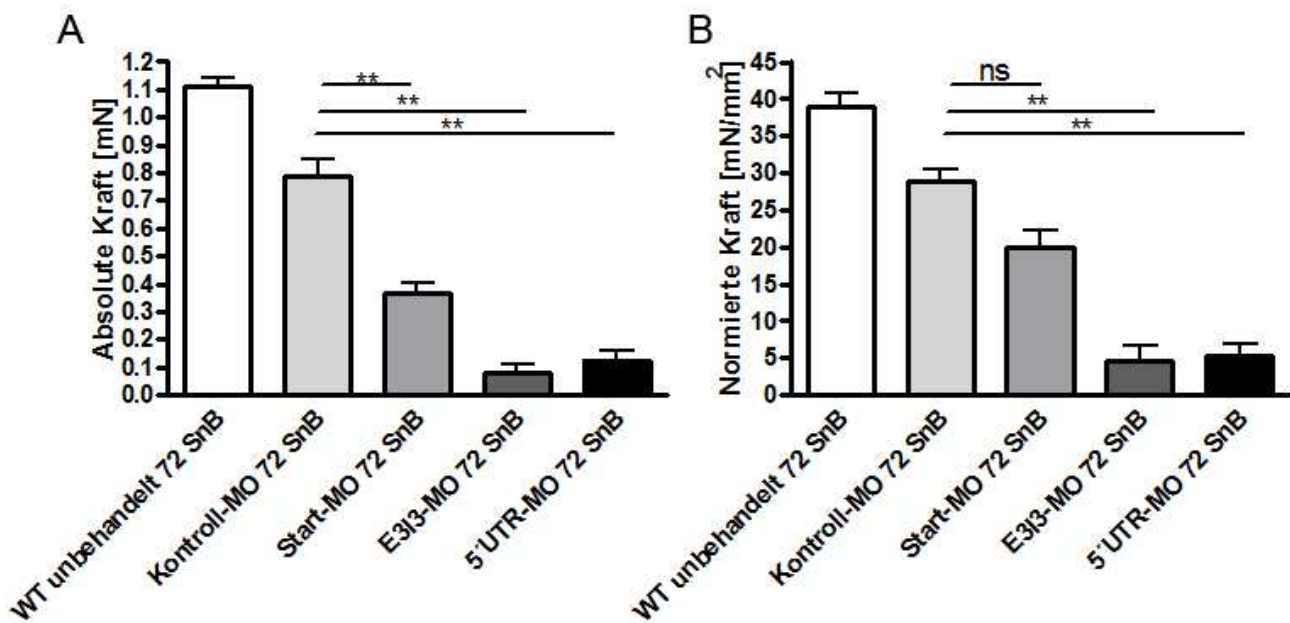 A
Absolute Kraft [mN]
1.2
1.1
1.0
0.9
0.8
0.7
0.6
0.5
0.4
0.3
0.2
0.1
0.0
**
**
**
WT unbehandelt 72 SnB
Kontroll-MO 72 SnB
Start-MO 72 SnB
E3I3-MO 72 SnB
5´UTR-MO 72 SnB
B
Normierte Kraft [mN/mm²]
45
40
35
30
25
20
15
10
5
0
ns
**
**
WT unbehandelt 72 SnB
Kontroll-MO 72 SnB
Start-MO 72 SnB
E3I3-MO 72 SnB
5´UTR-MO 72 SnB